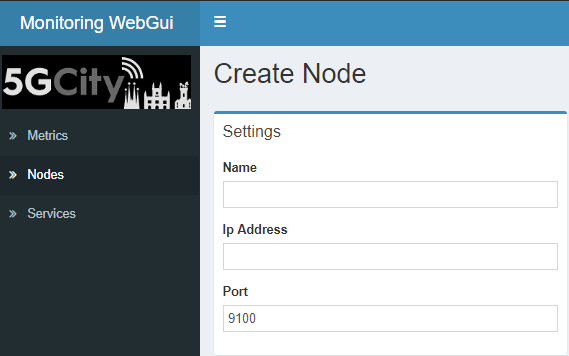 Monitoring WebGui
5GCity
Metrics
Nodes
Services
Create Node
Settings
Name
Ip Address
Port
9100